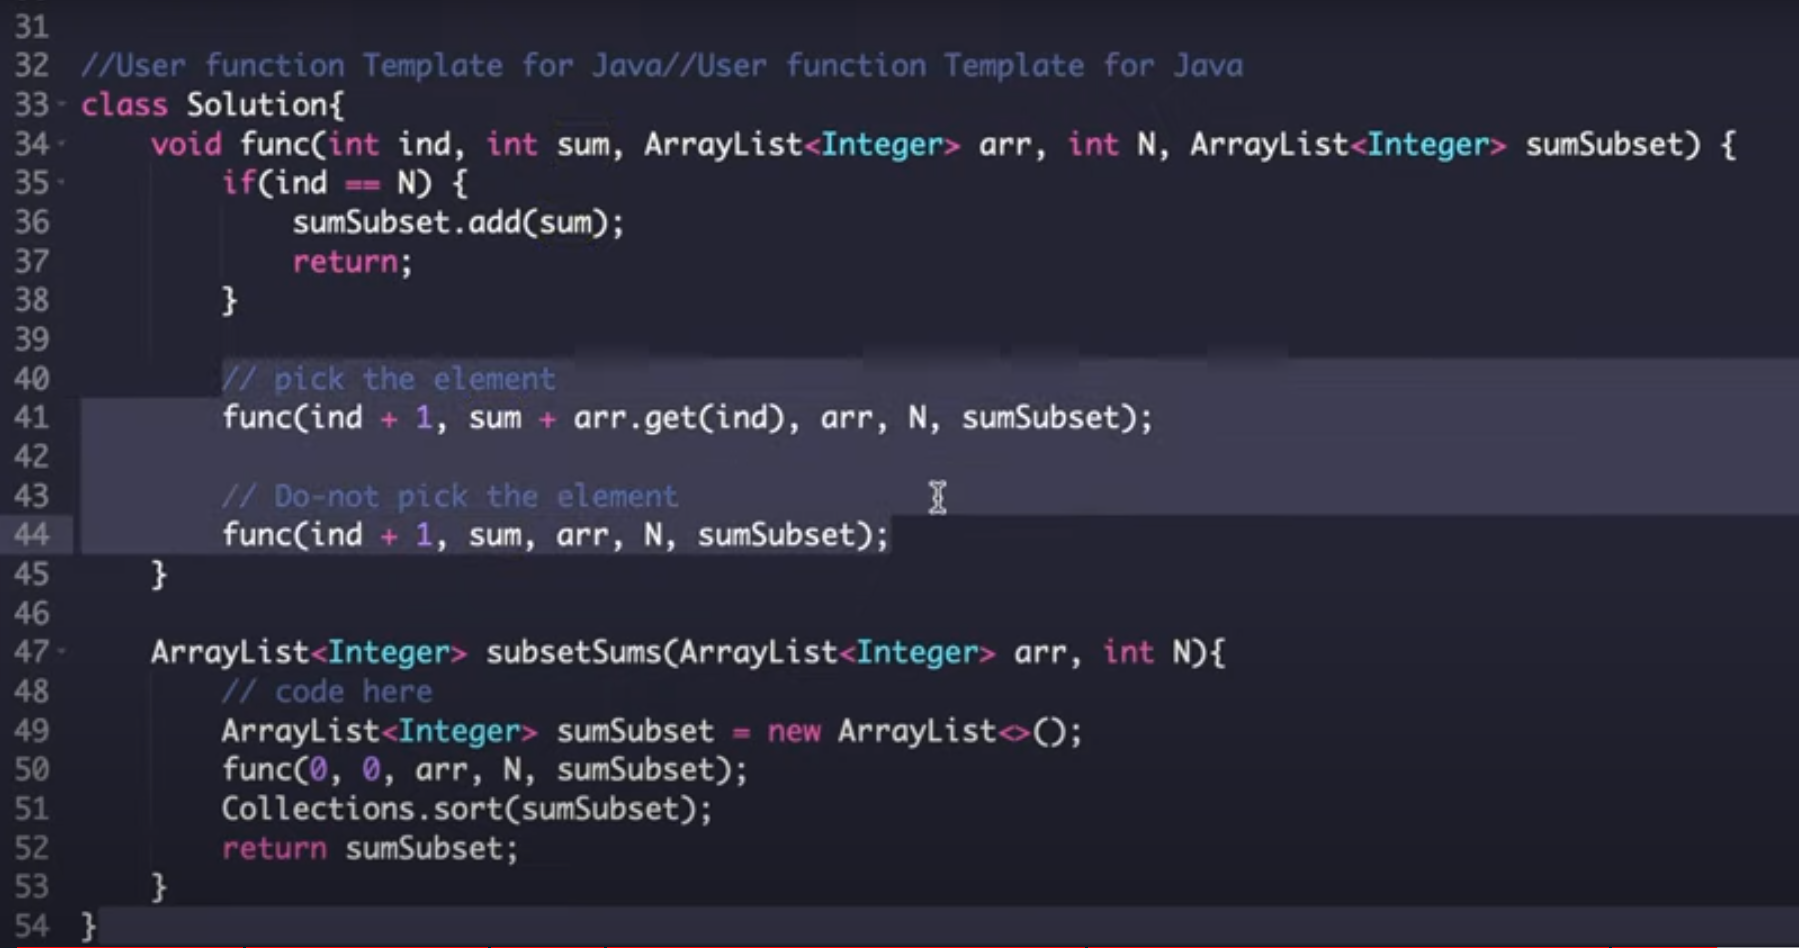 31
32 //User function Template for Java//User function Template for Java
33 class Solution{
34     void func(int ind, int sum, ArrayList<Integer> arr, int N, ArrayList<Integer> sumSubset) {
35         if(ind == N) {
36             sumSubset.add(sum);
37             return;
38         }
39
40         // pick the element
41         func(ind + 1, sum + arr.get(ind), arr, N, sumSubset);
42
43         // Do-not pick the element
44         func(ind + 1, sum, arr, N, sumSubset);
45     }
46
47     ArrayList<Integer> subsetSums(ArrayList<Integer> arr, int N){
48         // code here
49         ArrayList<Integer> sumSubset = new ArrayList<>();
50         func(0, 0, arr, N, sumSubset);
51         Collections.sort(sumSubset);
52         return sumSubset;
53     }
54 }